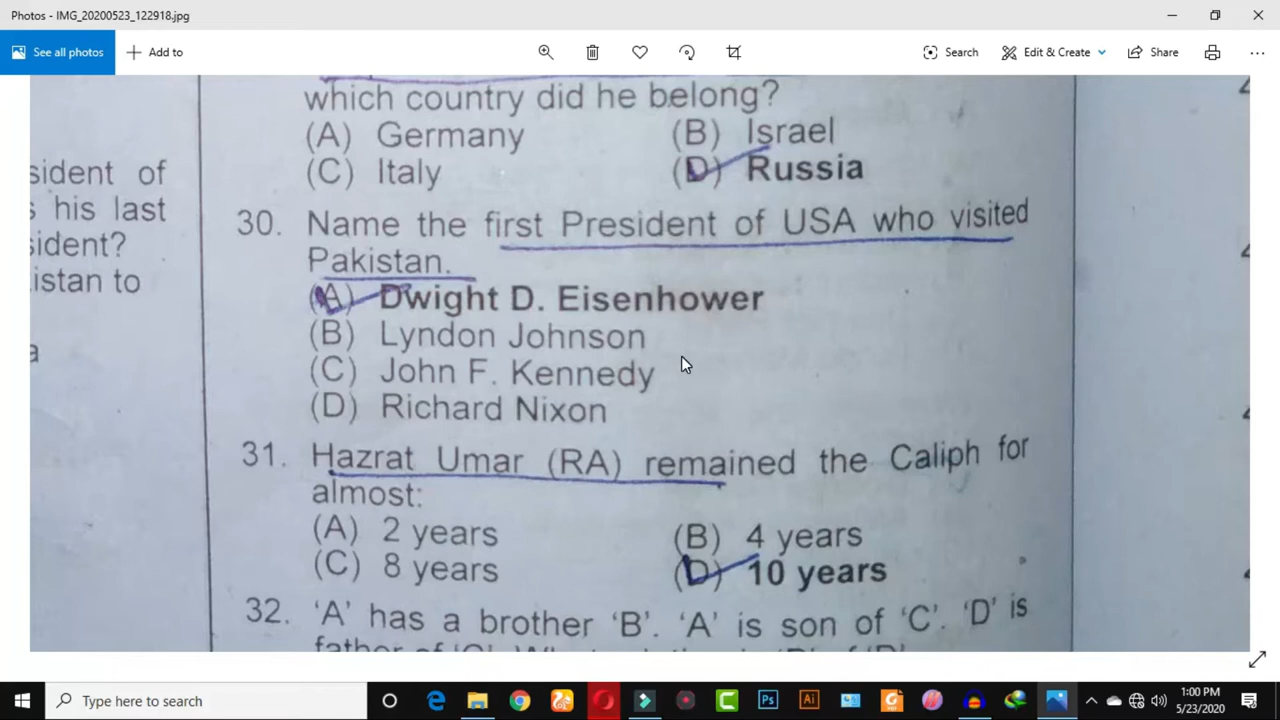 Photos - IMG_20200523_122918.jpg
See all photos
Add to
Search
Edit & Create
Share
which country did he belong?
(A) Germany (B) Israel
(C) Italy (D) Russia
sident of
his last
sident?
istan to
30. Name the first President of USA who visited
Pakistan.
(A) Dwight D. Eisenhower
(B) Lyndon Johnson
(C) John F. Kennedy
(D) Richard Nixon
31. Hazrat Umar (RA) remained the Caliph for
almost:
(A) 2 years (B) 4 years
(C) 8 years (D) 10 years
32. 'A' has a brother 'B'. 'A' is son of 'C'. 'D' is
Type here to search
1:00 PM
5/23/2020